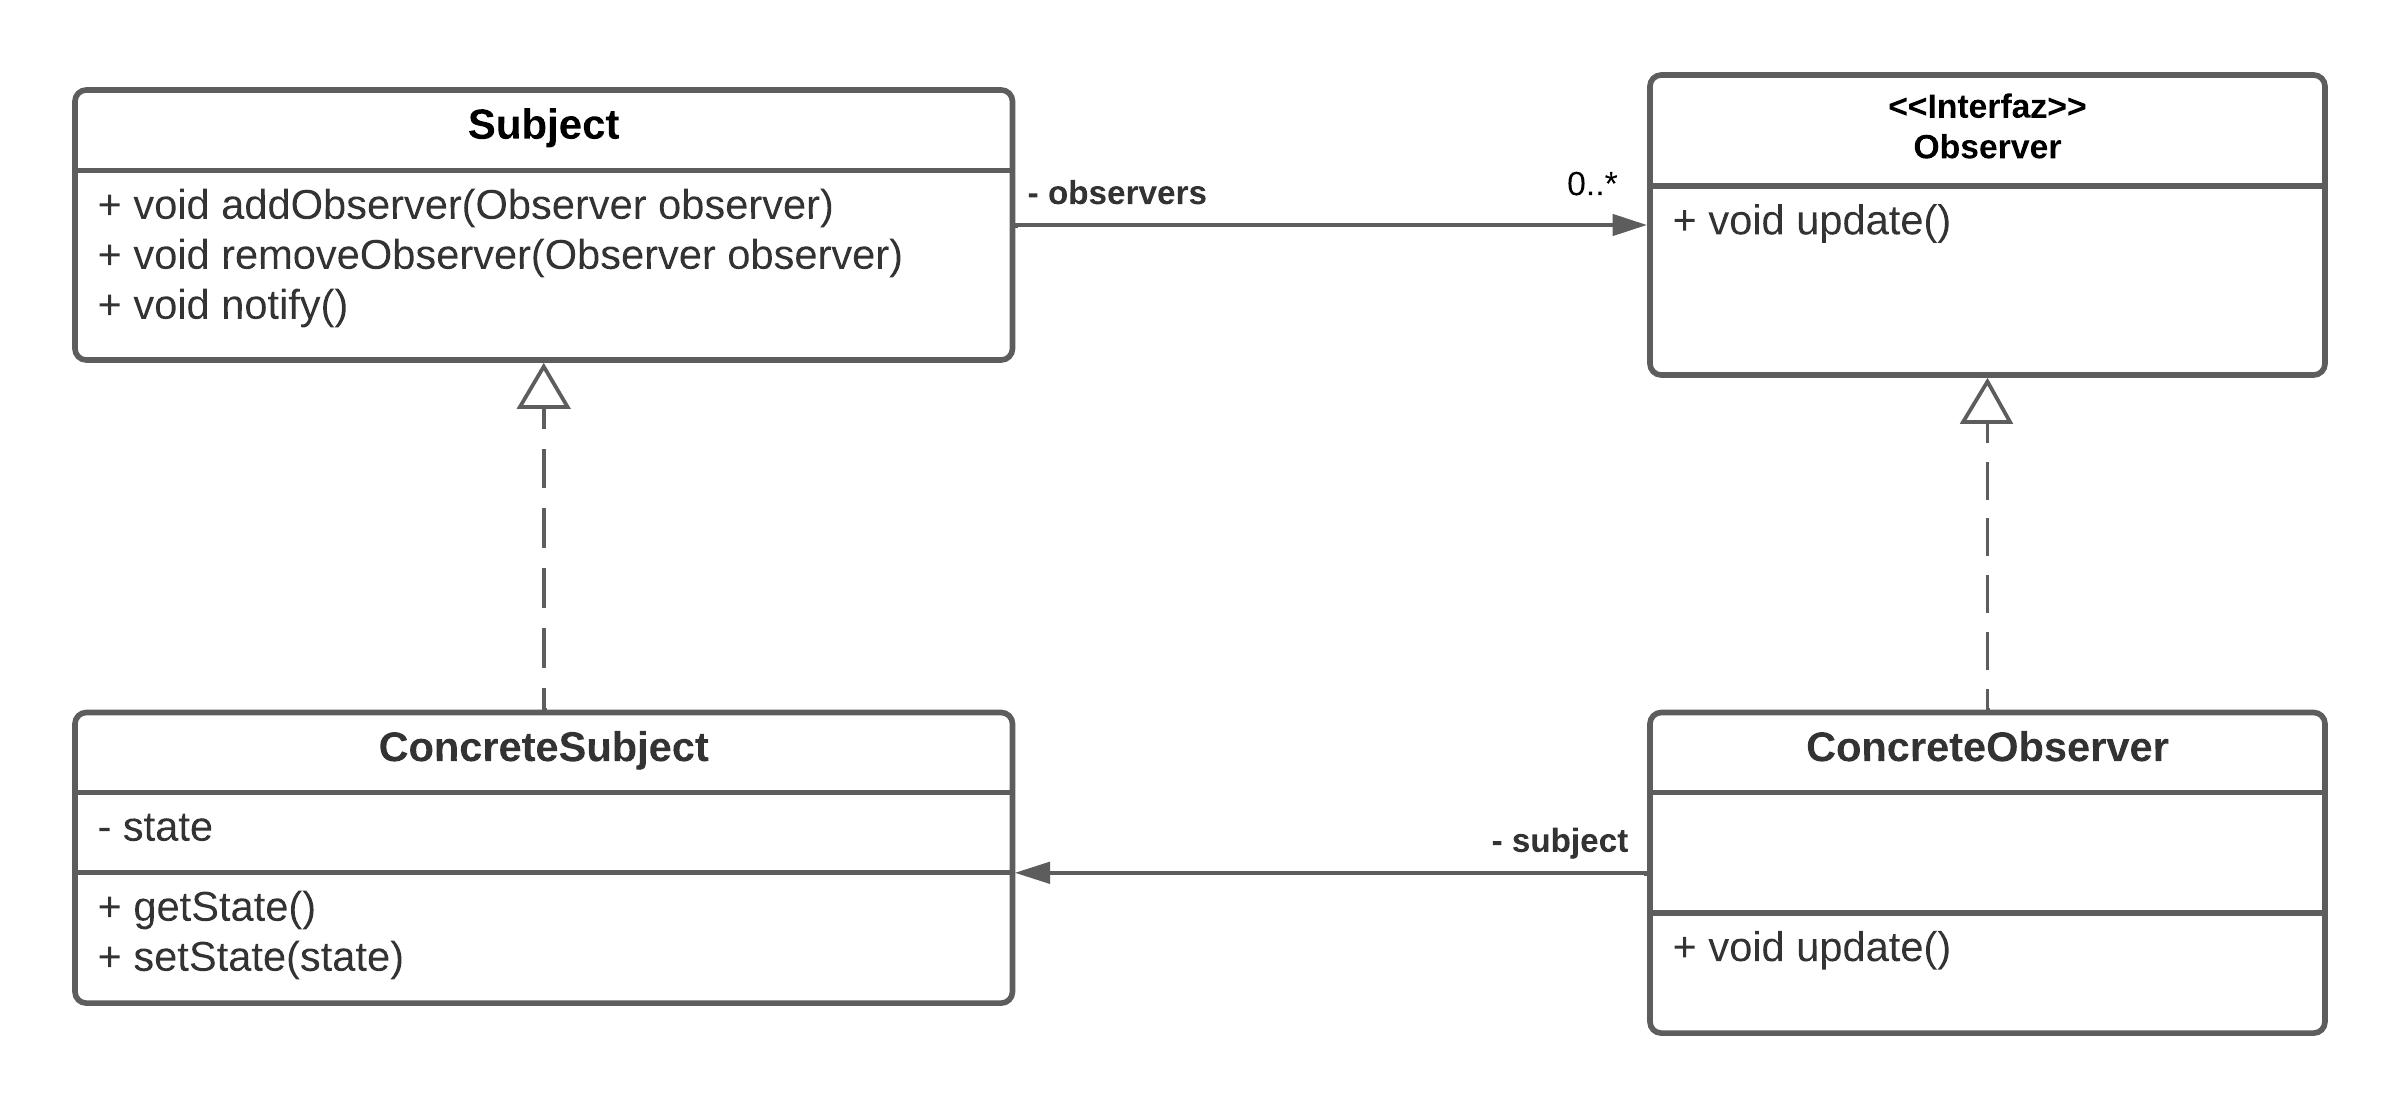 Subject
+ void addObserver(Observer observer)
+ void removeObserver(Observer observer)
+ void notify()
- observers
0..*
<<Interfaz>>
Observer
+ void update()
ConcreteSubject
- state
+ getState()
+ setState(state)
- subject
ConcreteObserver
+ void update()